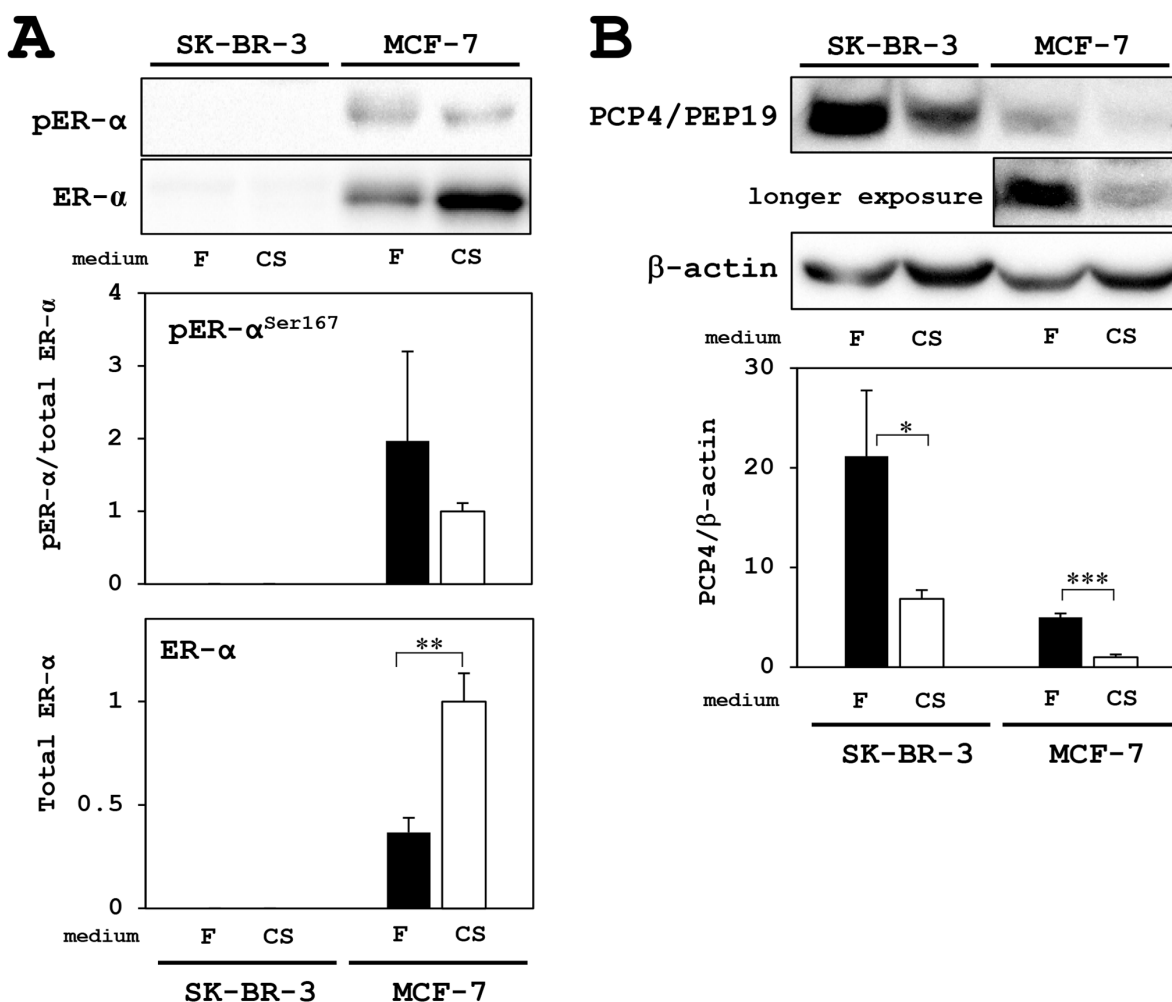 A
SK-BR-3 MCF-7
pER-α
ER-α
medium F CS F CS
4
3
2
1
0
pER-α/total ER-α
pER-α^Ser167
1
0.5
0
Total ER-α
ER-α
**
medium F CS F CS
SK-BR-3 MCF-7
B
SK-BR-3 MCF-7
PCP4/PEP19
longer exposure
β-actin
medium F CS F CS
30
20
10
0
PCP4/β-actin
*
***
medium F CS F CS
SK-BR-3 MCF-7